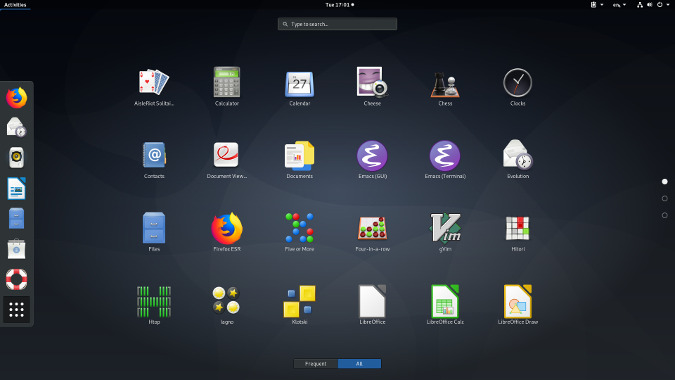 Activities
Tue 17:01
Type to search...
AisleRiot Solitai...
Calculator
Calendar
Cheese
Chess
Clocks
27
Contacts
Document View...
Documents
Emacs (GUI)
Emacs (Terminal)
Evolution
Files
Firefox ESR
Five or More
Four-in-a-row
gVim
Hitori
Htop
Iagno
Klotski
LibreOffice
LibreOffice Calc
LibreOffice Draw
Frequent
All